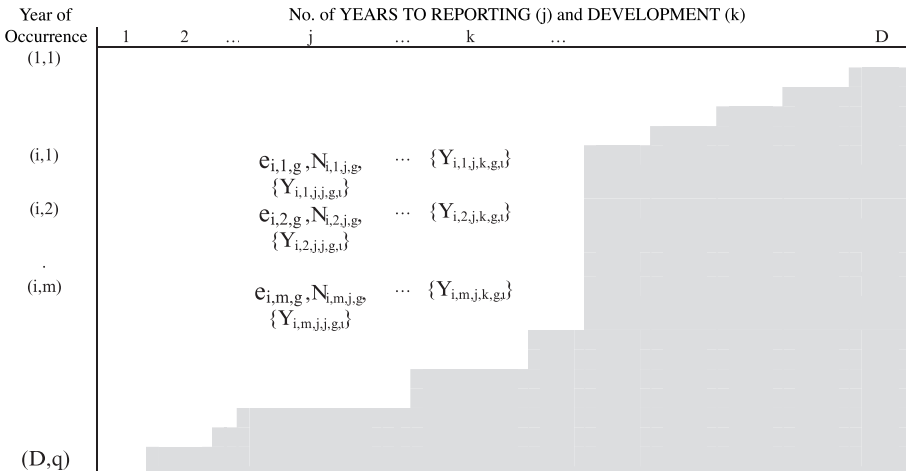 Year of Occurrence
No. of YEARS TO REPORTING (j) and DEVELOPMENT (k)
1 2 ... j ... k ... D
(1,1)
(i,1) e_{i,1,g}, N_{i,1,j,g}, ... {Y_{i,1,j,k,g,ι}}
{Y_{i,1,j,j,g,ι}}
(i,2) e_{i,2,g}, N_{i,2,j,g}, ... {Y_{i,2,j,k,g,ι}}
{Y_{i,2,j,j,g,ι}}
.
(i,m) e_{i,m,g}, N_{i,m,j,g}, ... {Y_{i,m,j,k,g,ι}}
{Y_{i,m,j,j,g,ι}}
(D,q)